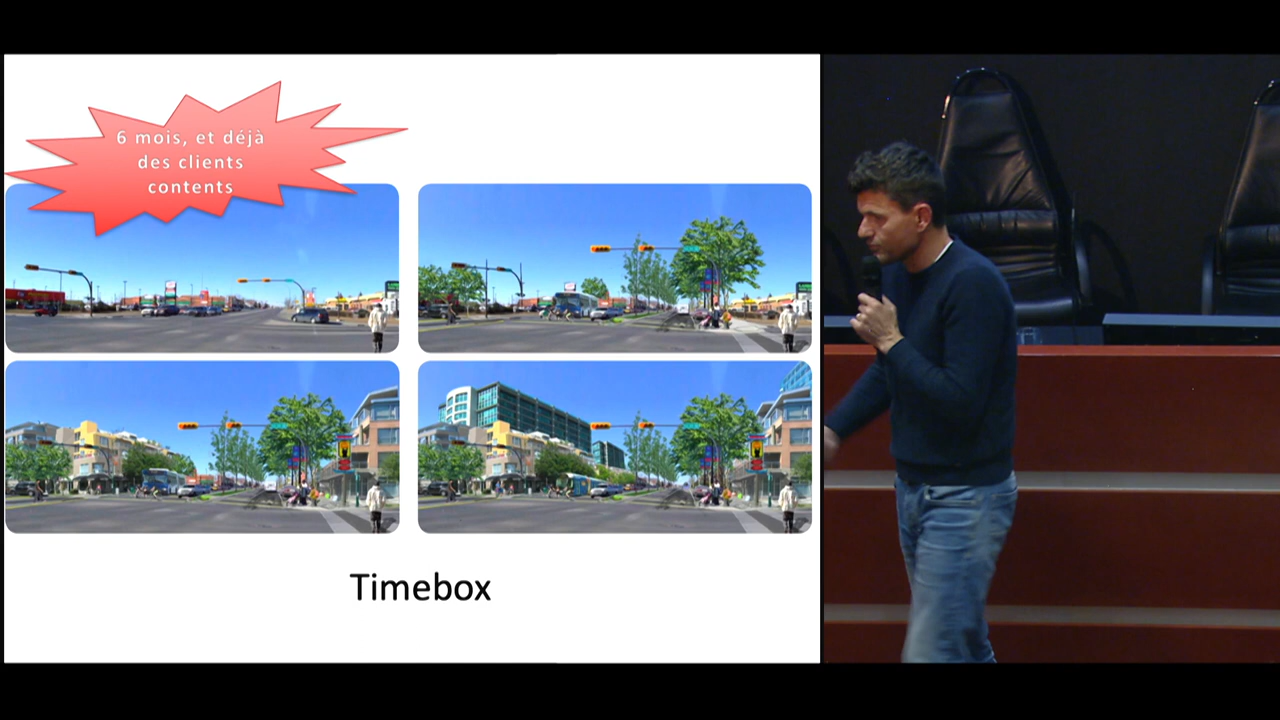 6 mois, et déjà
des clients
contents
Timebox